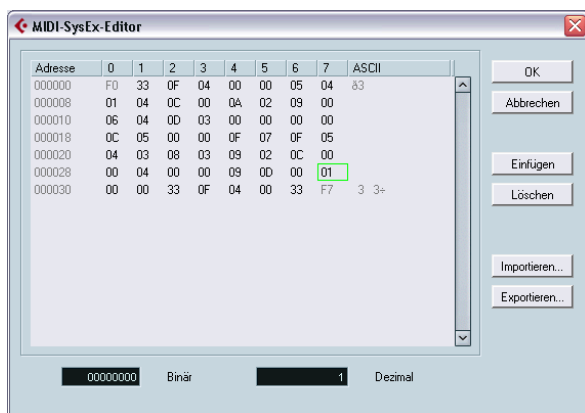 MIDI-SysEx-Editor
Adresse 0 1 2 3 4 5 6 7 ASCII
000000 F0 33 0F 04 00 00 05 04 ð3
000008 01 04 0C 00 0A 02 09 00
000010 06 04 0D 03 00 00 00 00
000018 0C 05 00 00 0F 07 0F 05
000020 04 03 08 03 09 02 0C 00
000028 00 04 00 00 09 0D 00 01
000030 00 00 33 0F 04 00 33 F7 3 3÷
OK
Abbrechen
Einfügen
Löschen
Importieren...
Exportieren...
00000000 Binär 1 Dezimal